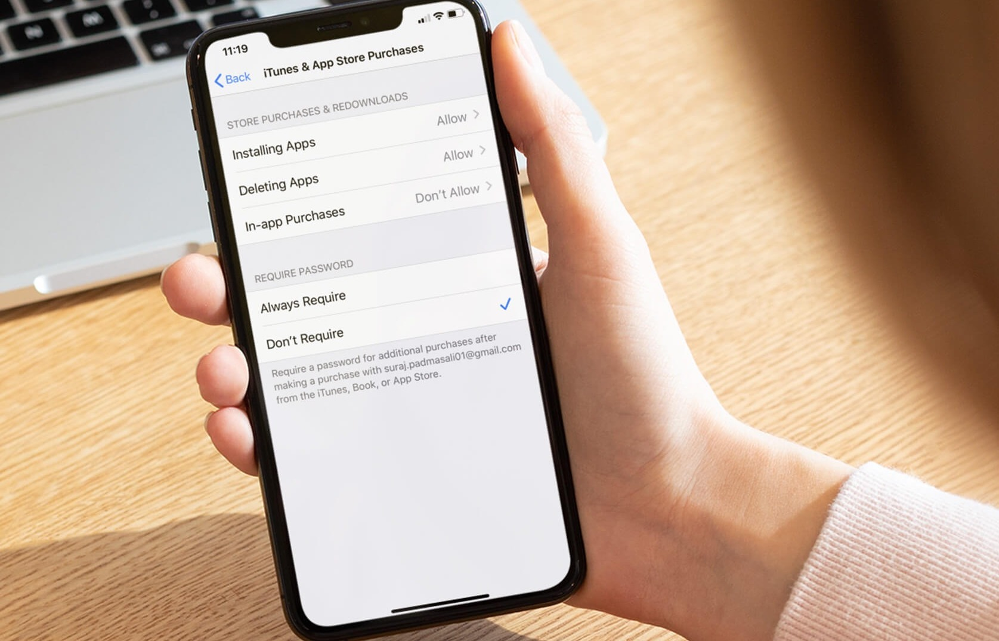 N
M
11:19
Back
iTunes & App Store Purchases
STORE PURCHASES & REDOWNLOADS
Installing Apps Allow
Deleting Apps Allow
In-app Purchases Don't Allow
REQUIRE PASSWORD
Always Require
Don't Require
Require a password for additional purchases after
making a purchase with suraj.padmasali01@gmail.com
from the iTunes, Book, or App Store.